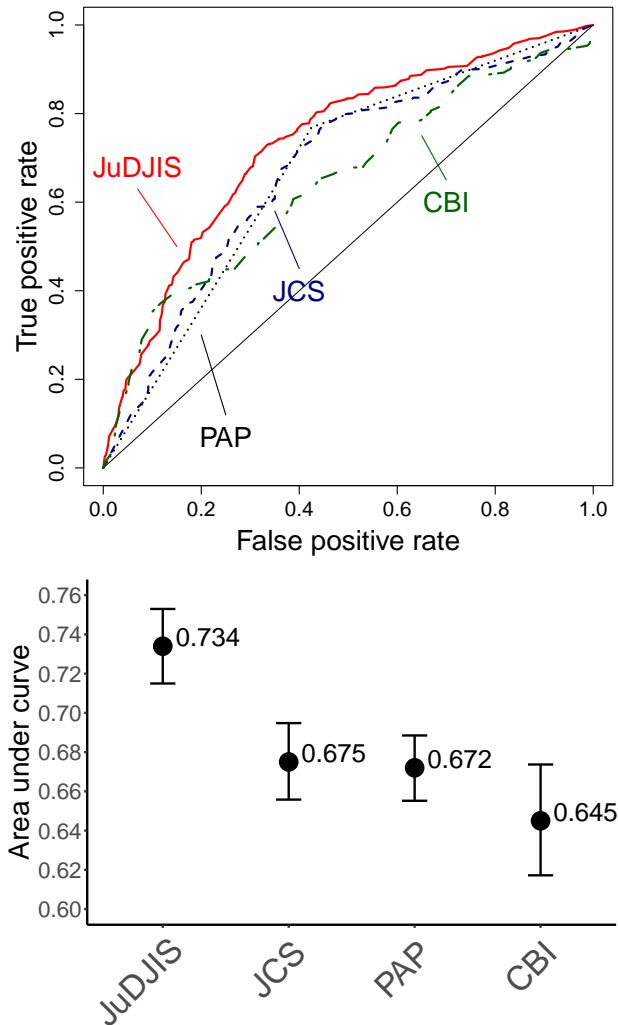 1.0
0.8
0.6
0.4
0.2
0.0
True positive rate
JuDJIS
CBI
JCS
PAP
0.0 0.2 0.4 0.6 0.8 1.0
False positive rate
0.76
0.74
0.72
0.70
0.68
0.66
0.64
0.62
0.60
Area under curve
0.734
0.675
0.672
0.645
JuDJIS JCS PAP CBI